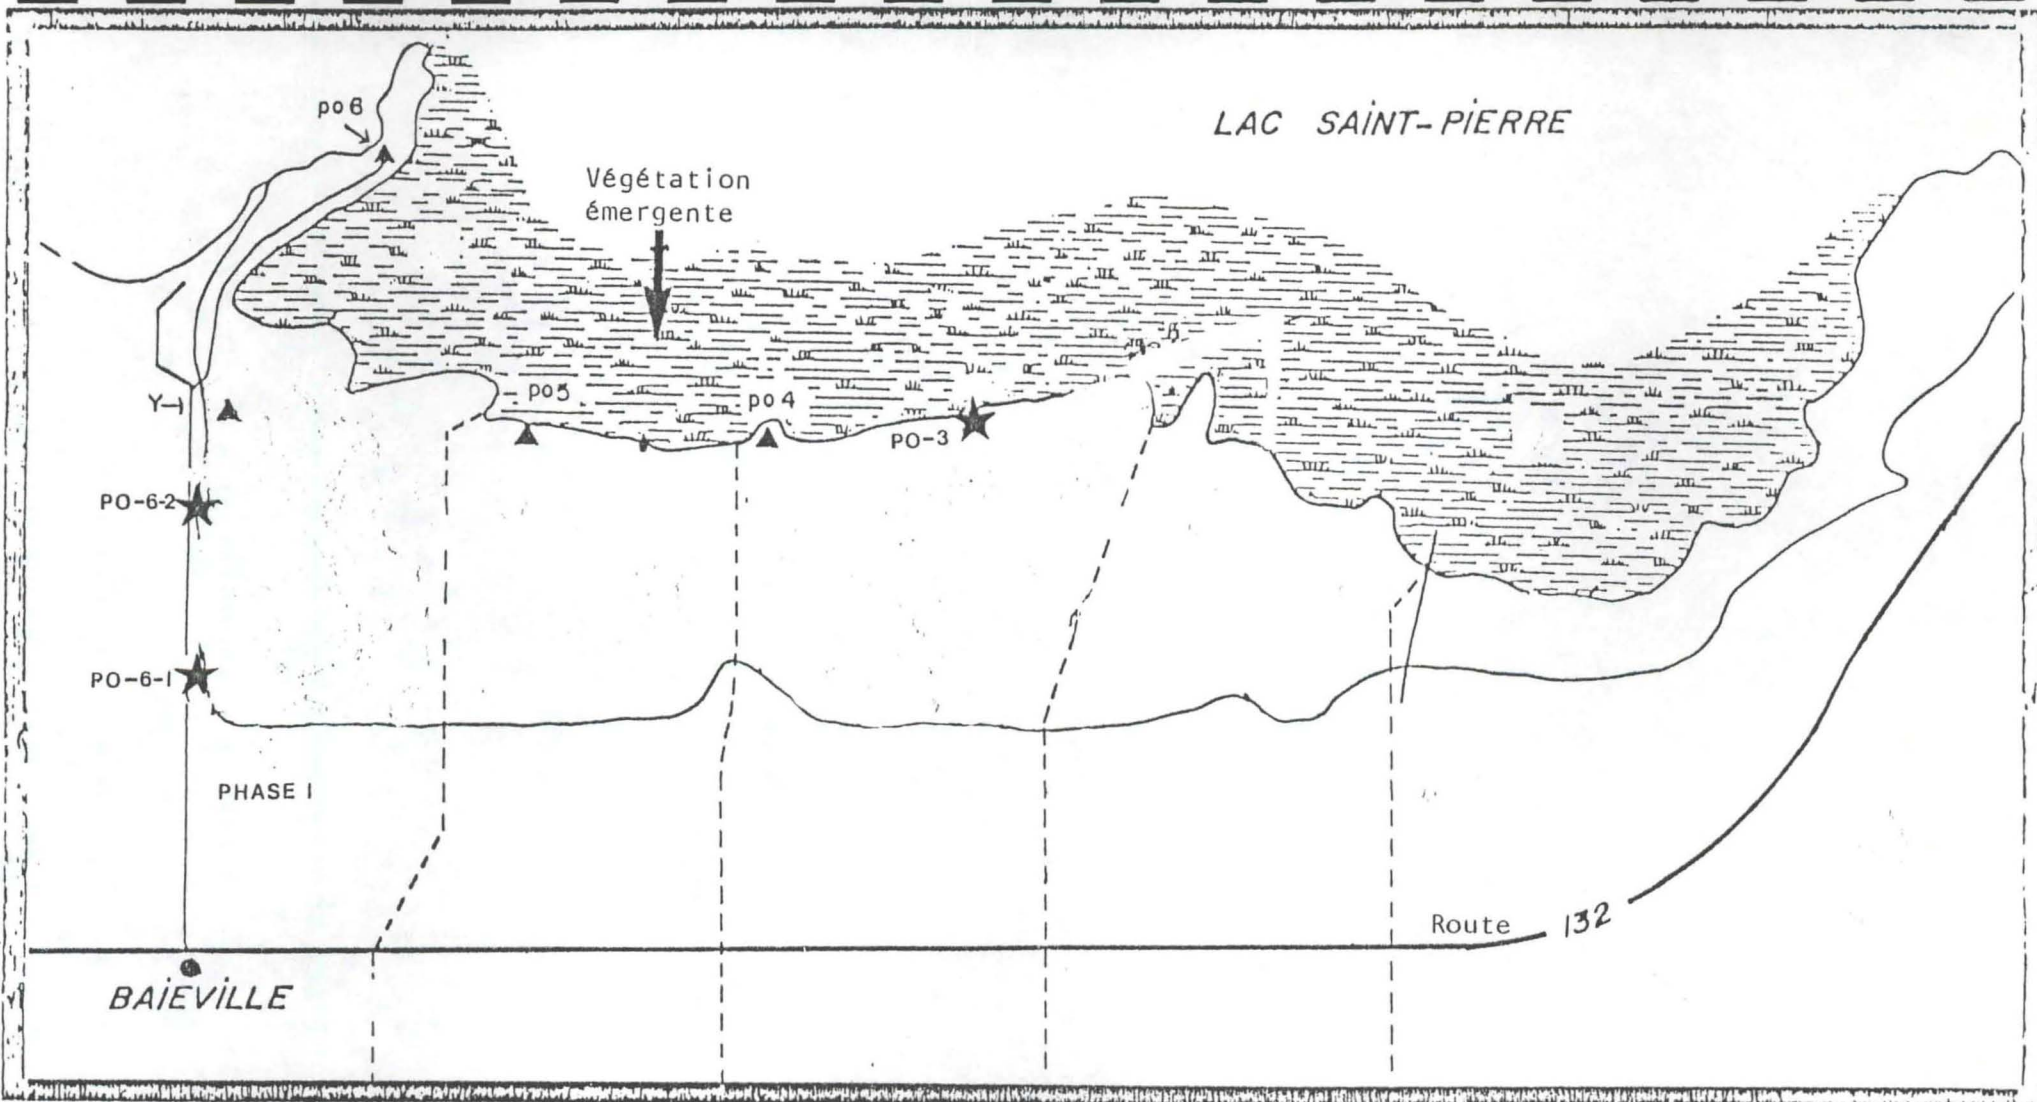 po6
LAC SAINT-PIERRE
Végétation
émergente
po5
po4
Y
PO-3
PO-6-2
PO-6-1
PHASE I
Route 132
BAIEVILLE